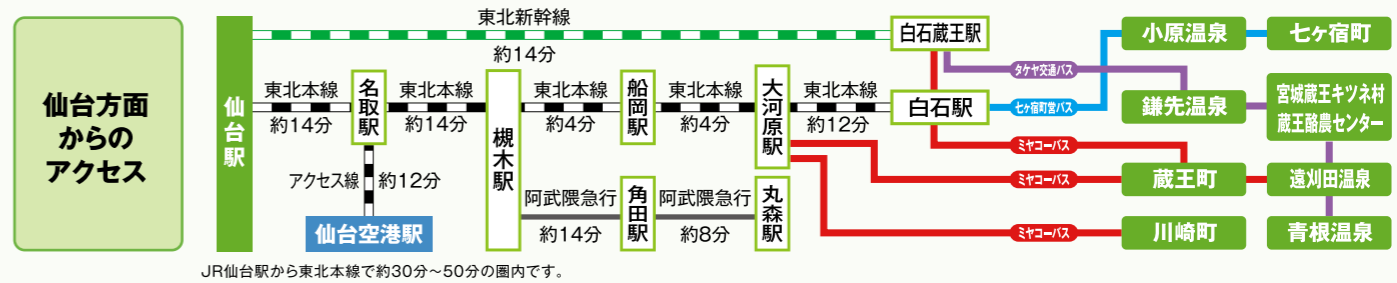 仙台方面
からの
アクセス
仙台駅
東北新幹線
約14分
白石蔵王駅
東北本線
約14分
名取駅
東北本線
約14分
槻木駅
東北本線
約4分
船岡駅
東北本線
約4分
大河原駅
東北本線
約12分
白石駅
アクセス線
約12分
仙台空港駅
阿武隈急行
約14分
角田駅
阿武隈急行
約8分
丸森駅
タケヤ交通バス
七ヶ宿町営バス
ミヤコーバス
ミヤコーバス
ミヤコーバス
小原温泉
七ヶ宿町
鎌先温泉
宮城蔵王キツネ村
蔵王酪農センター
蔵王町
遠刈田温泉
川崎町
青根温泉
JR仙台駅から東北本線で約30分〜50分の圏内です。